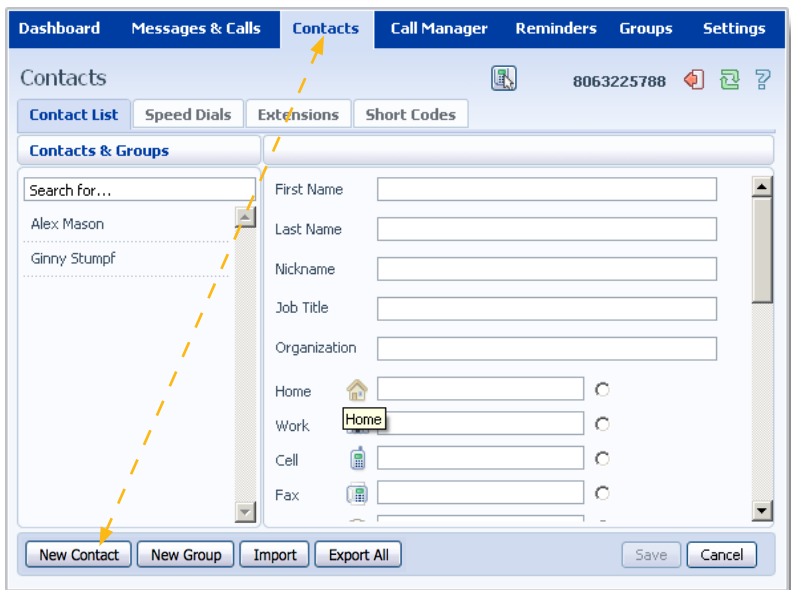 Dashboard Messages & Calls Contacts Call Manager Reminders Groups Settings
Contacts 8063225788
Contact List Speed Dials Extensions Short Codes
Contacts & Groups
Search for...
Alex Mason
Ginny Stumpf
First Name
Last Name
Nickname
Job Title
Organization
Home
Home
Work
Cell
Fax
New Contact New Group Import Export All Save Cancel